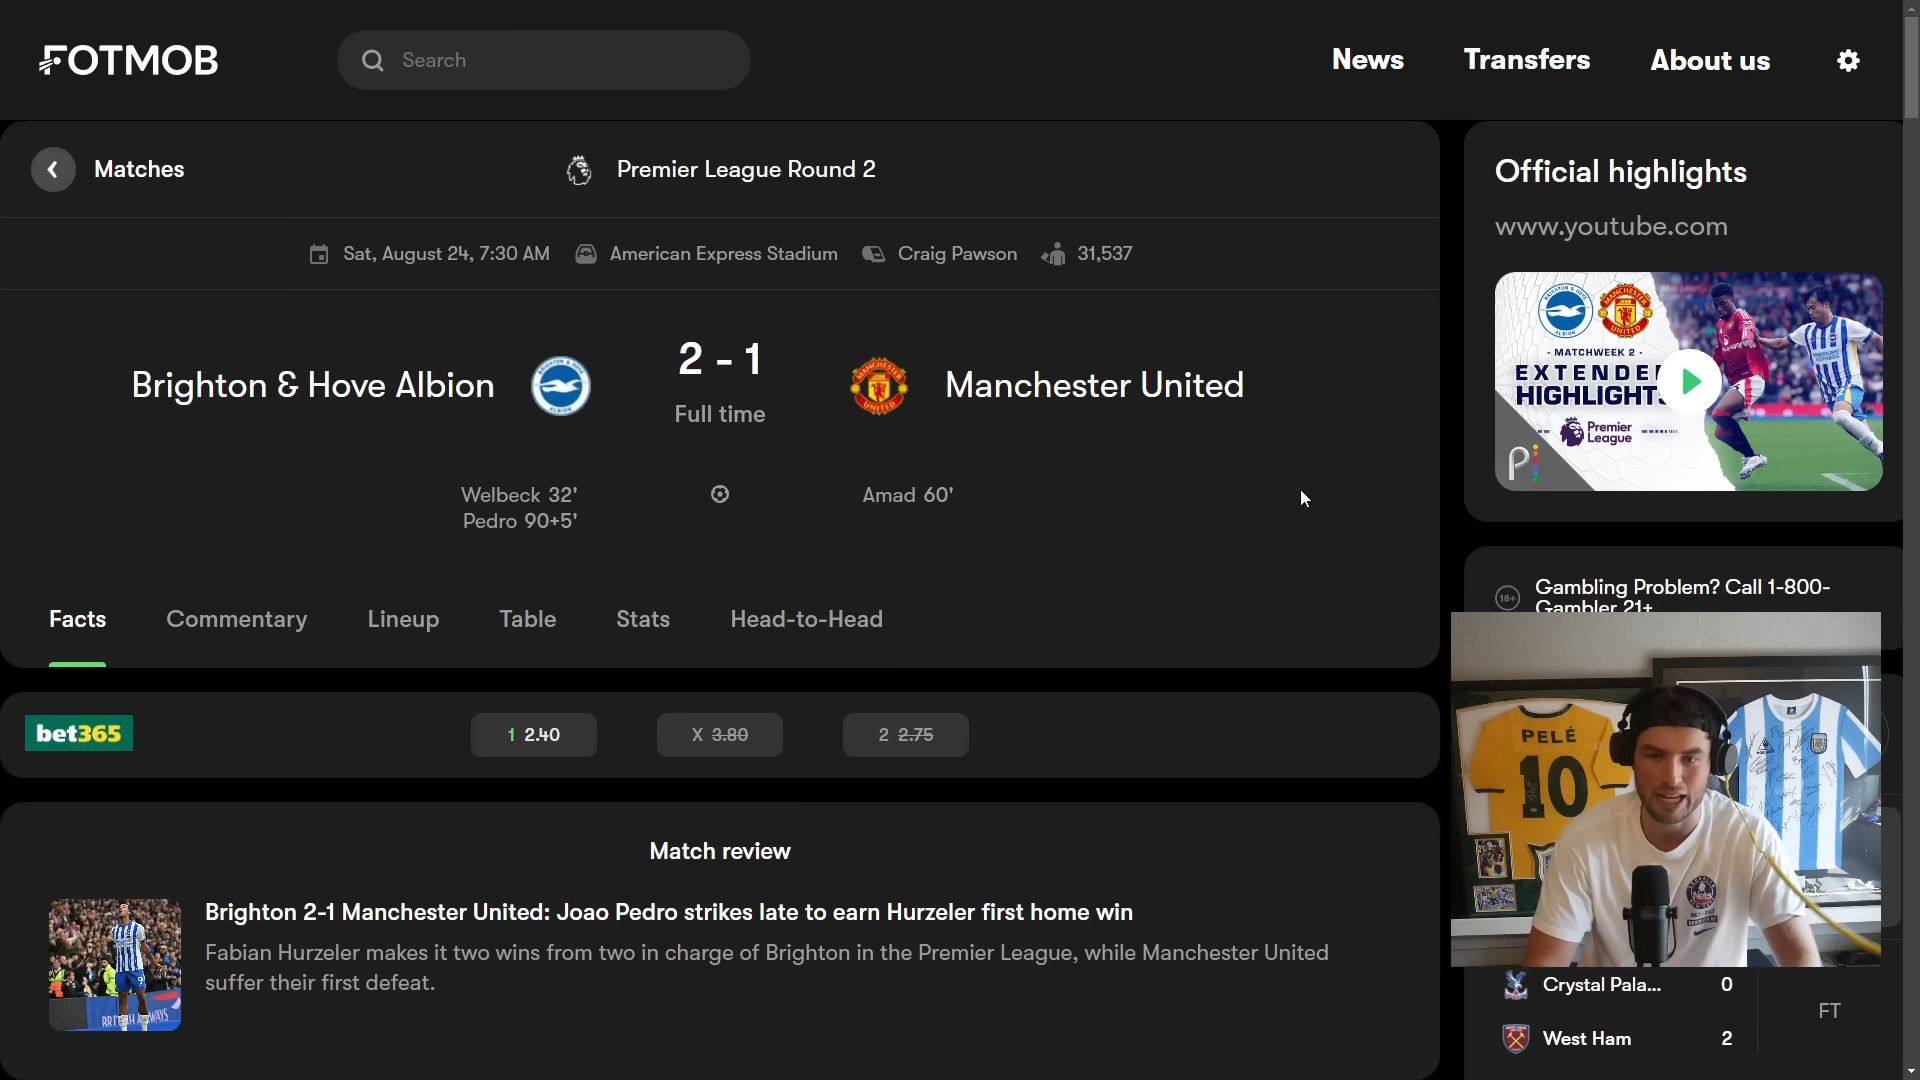 FOTMOB
Search
News
Transfers
About us
Matches
Premier League Round 2
Sat, August 24, 7:30 AM
American Express Stadium
Craig Pawson
31,537
Brighton & Hove Albion
2 - 1
Full time
Manchester United
Welbeck 32'
Pedro 90+5'
Amad 60'
Facts
Commentary
Lineup
Table
Stats
Head-to-Head
bet365
1 2.40
X 3.80
2 2.75
Match review
Brighton 2-1 Manchester United: Joao Pedro strikes late to earn Hurzeler first home win
Fabian Hurzeler makes it two wins from two in charge of Brighton in the Premier League, while Manchester United
suffer their first defeat.
Official highlights
www.youtube.com
- MATCHWEEK 2 -
EXTENDED
HIGHLIGHTS
Premier
League
18+
Gambling Problem? Call 1-800-
Gambler 21+
PELÉ
10
Nets
Crystal Pala... 0
FT
West Ham 2